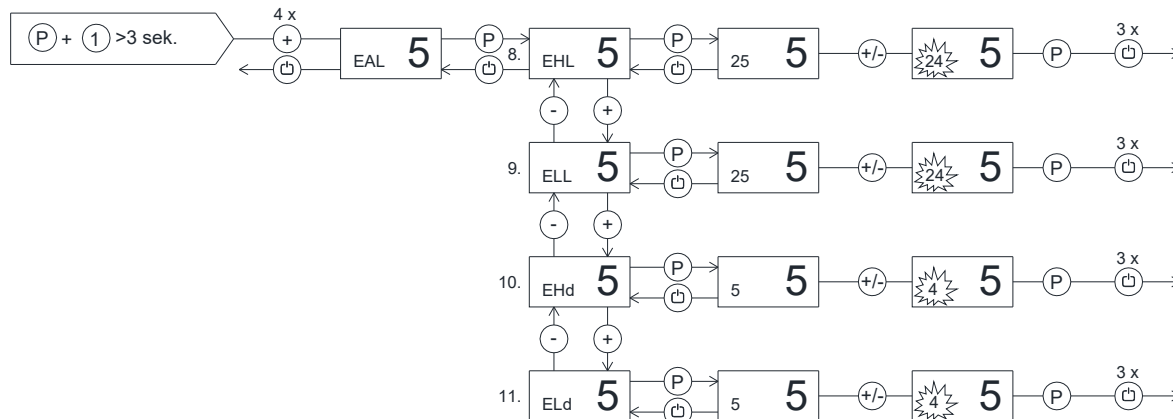 4 x
P + 1 >3 sek. + EAL 5 P 8. EHL 5 P 25 5 +/- 24 5 P 3 x
- +
9. ELL 5 P 25 5 +/- 24 5 P 3 x
- +
10. EHd 5 P 5 5 +/- 4 5 P 3 x
- +
11. ELd 5 P 5 5 +/- 4 5 P 3 x